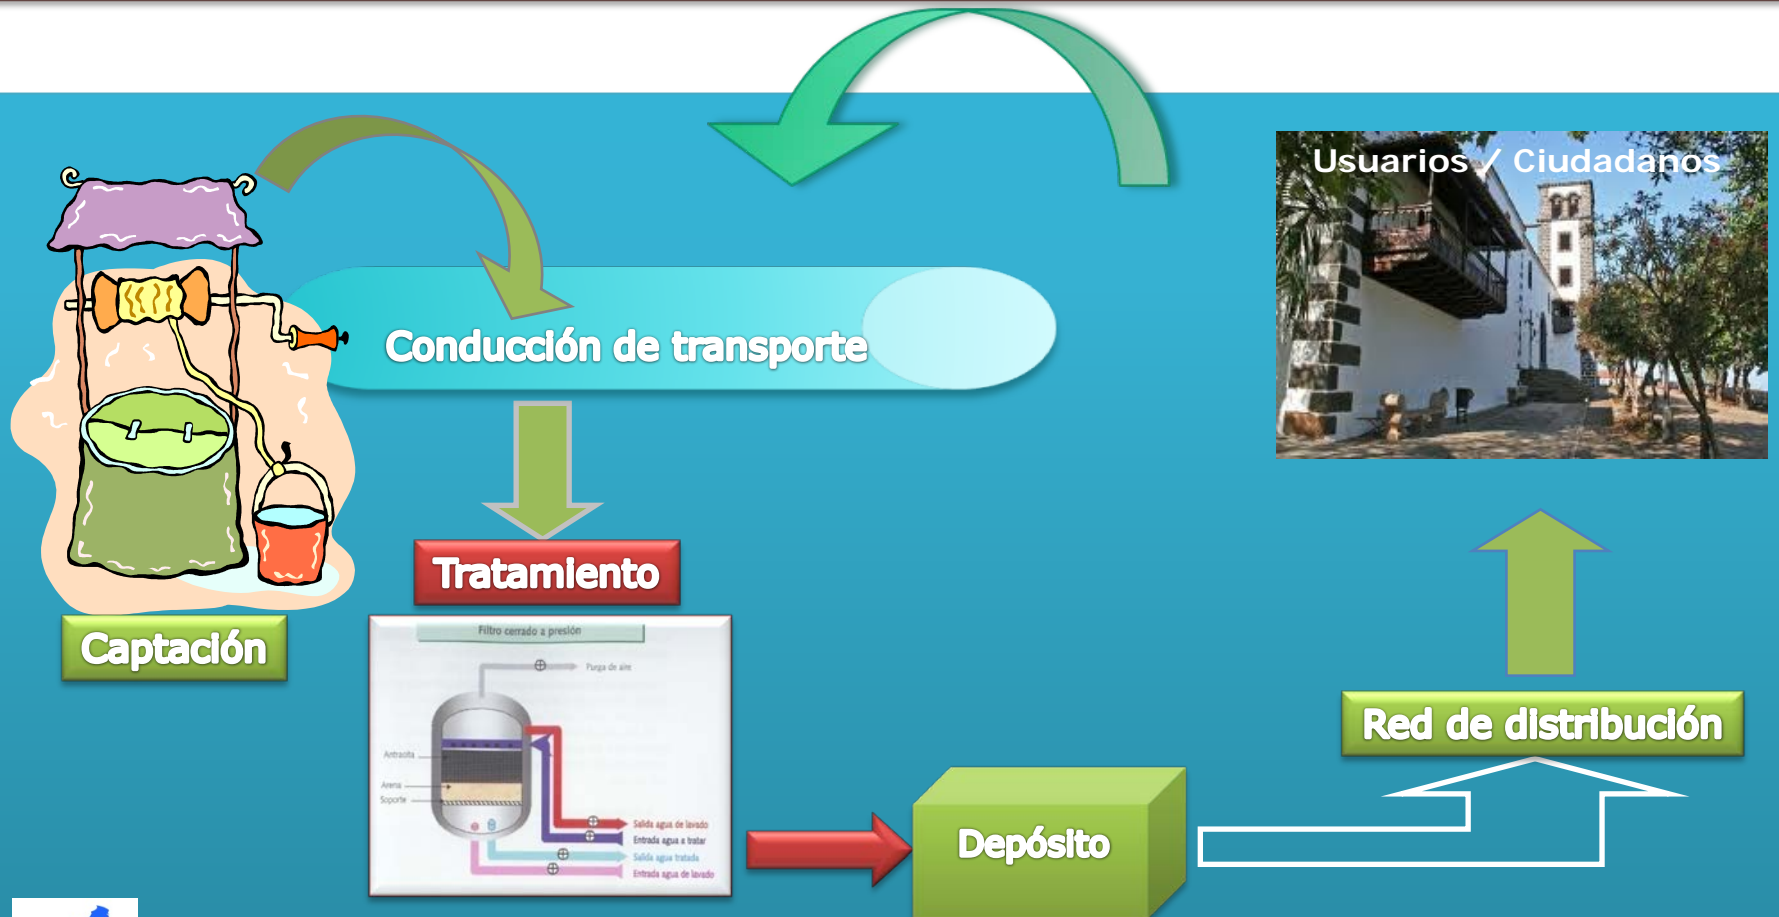 Usuarios / Ciudadanos
Conducción de transporte
Tratamiento
Captación
Filtro cerrado a presión
Purga de aire
Antracita
Arena
Soporte
Salida agua de lavado
Entrada agua a tratar
Salida agua tratada
Entrada agua de lavado
Red de distribución
Depósito